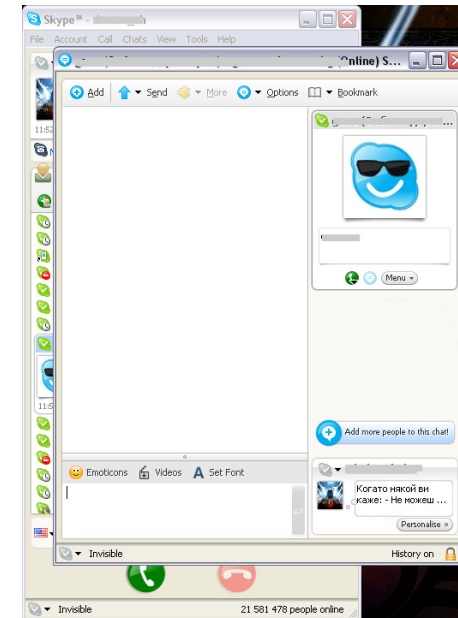 Skype™ -
File Account Call Chats View Tools Help
(Online) S...
Add Send More Options Bookmark
11:52
Menu
Add more people to this chat!
Emoticons Videos Set Font
Когато някой ви
каже: - Не можеш ...
Personalise »
Invisible
History on
Invisible
21 581 478 people online